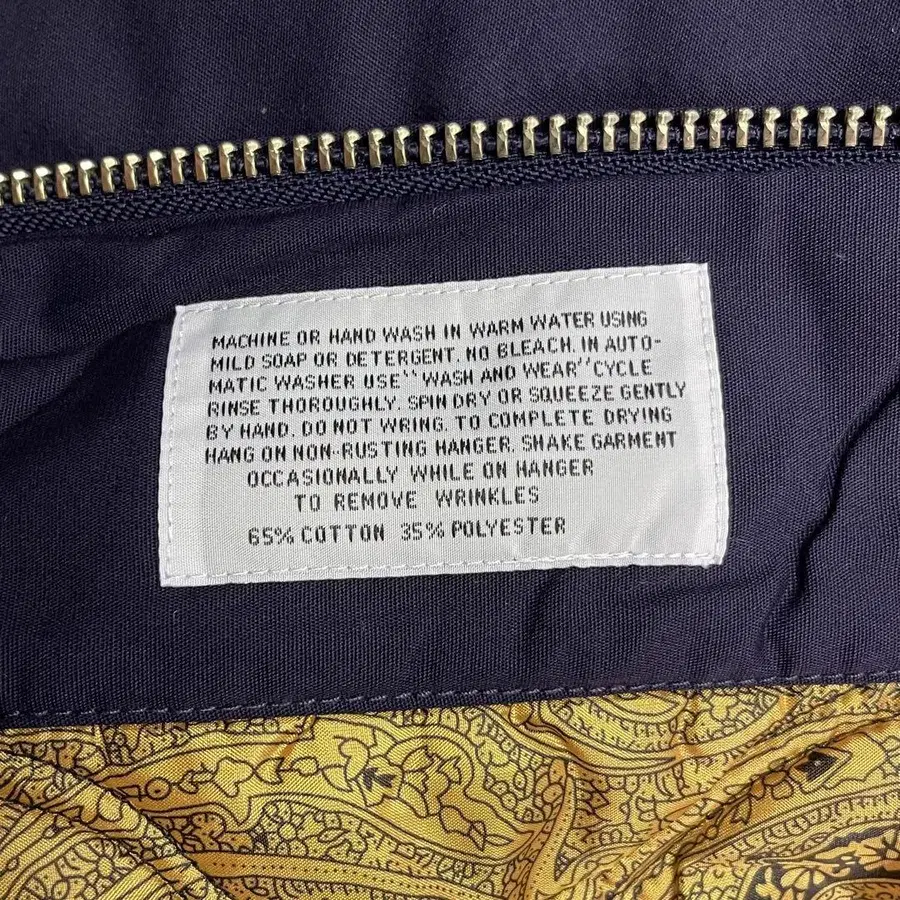 MACHINE OR HAND WASH IN WARM WATER USING
MILD SOAP OR DETERGENT. NO BLEACH. IN AUTO-
MATIC WASHER USE "WASH AND WEAR" CYCLE
RINSE THOROUGHLY. SPIN DRY OR SQUEEZE GENTLY
BY HAND. DO NOT WRING. TO COMPLETE DRYING
HANG ON NON-RUSTING HANGER. SHAKE GARMENT
OCCASIONALLY WHILE ON HANGER
TO REMOVE WRINKLES
65% COTTON 35% POLYESTER